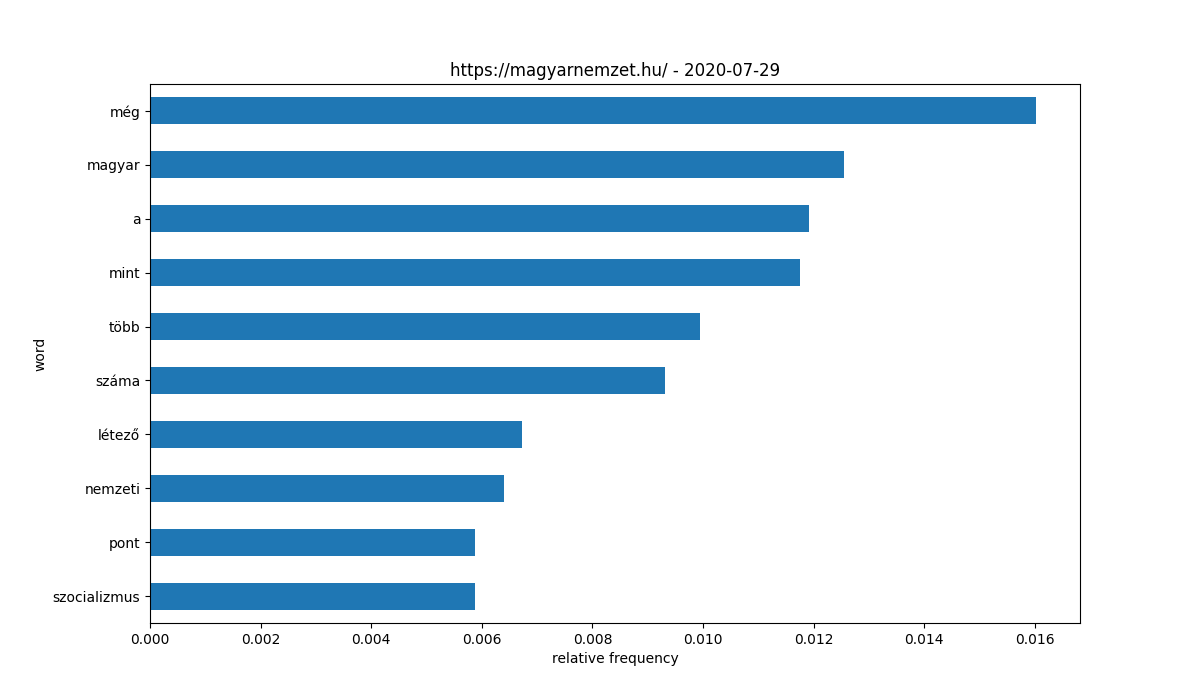 https://magyarnemzet.hu/ - 2020-07-29
még
magyar
a
mint
több
száma
létező
nemzeti
pont
szocializmus
word
0.000 0.002 0.004 0.006 0.008 0.010 0.012 0.014 0.016
relative frequency